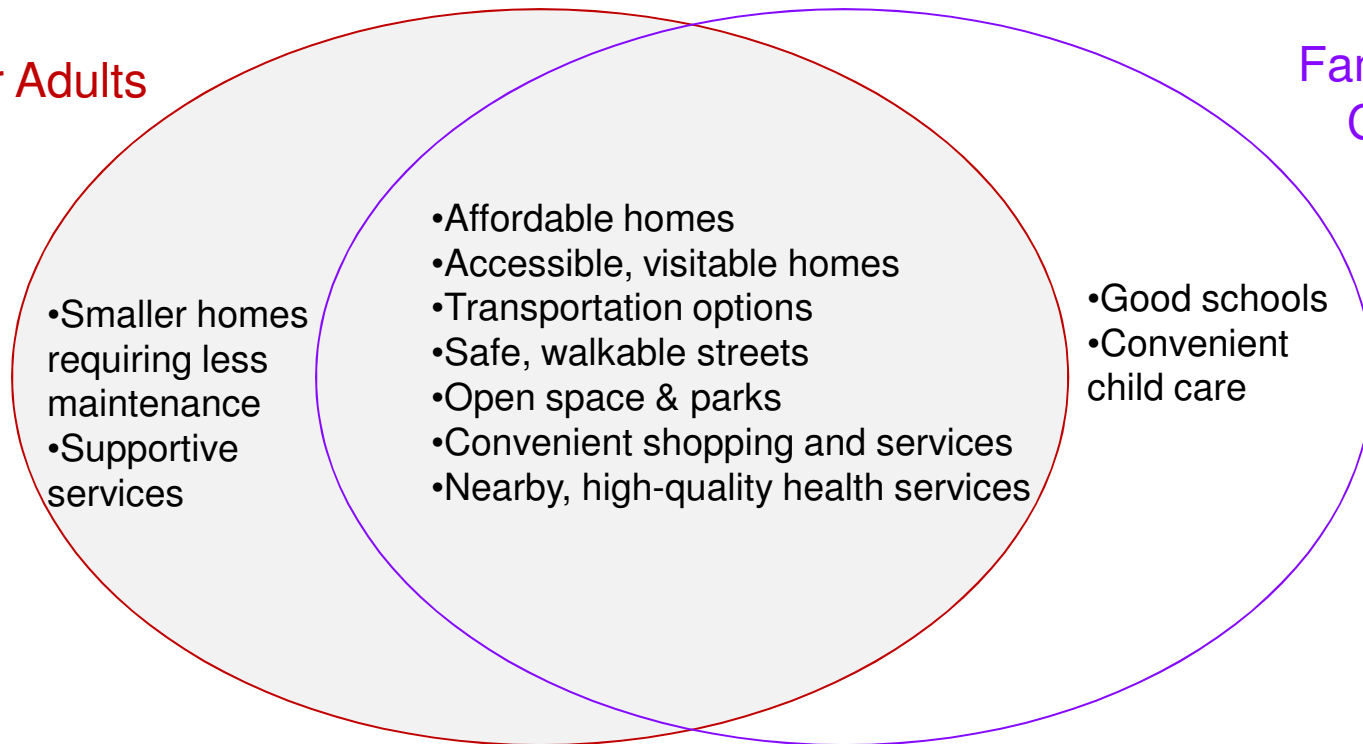 Adults
•Smaller homes
requiring less
maintenance
•Supportive
services
•Affordable homes
•Accessible, visitable homes
•Transportation options
•Safe, walkable streets
•Open space & parks
•Convenient shopping and services
•Nearby, high-quality health services
•Good schools
•Convenient
child care